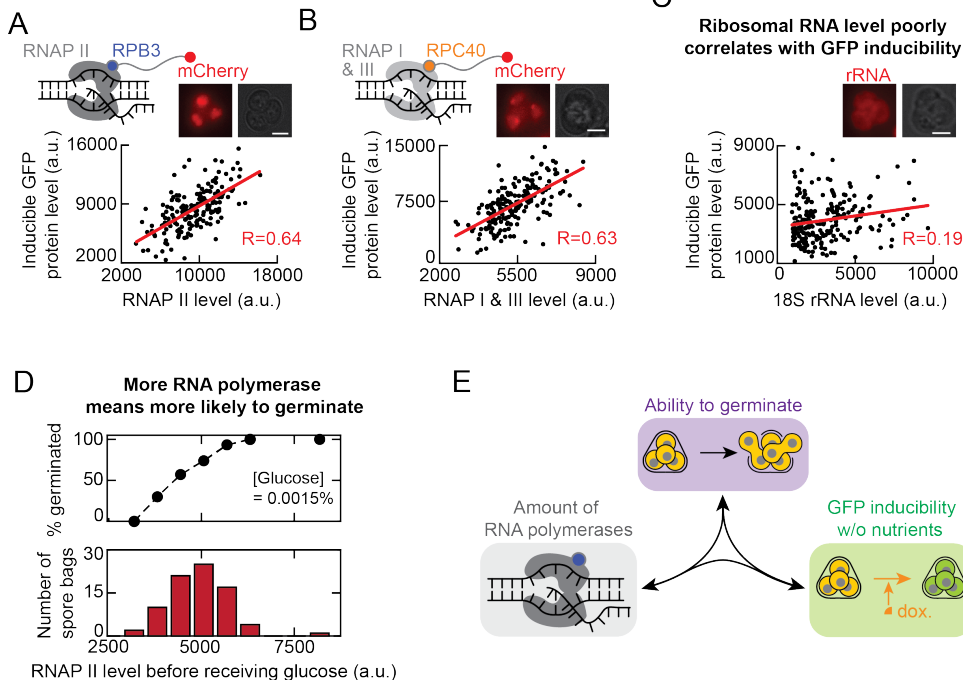 A
RNAP II
RPB3
mCherry
Inducible GFP
protein level (a.u.)
16000
9000
2000
R=0.64
2000
10000
18000
RNAP II level (a.u.)
B
RNAP I
& III
RPC40
mCherry
Inducible GFP
protein level (a.u.)
15000
7500
0
R=0.63
2000
5500
9000
RNAP I & III level (a.u.)
C
Ribosomal RNA level poorly
correlates with GFP inducibility
rRNA
Inducible GFP
protein level (a.u.)
9000
5000
1000
R=0.19
0
5000
10000
18S rRNA level (a.u.)
D
More RNA polymerase
means more likely to germinate
% germinated
100
50
0
[Glucose]
= 0.0015%
Number of
spore bags
30
15
0
2500
5000
7500
RNAP II level before receiving glucose (a.u.)
E
Ability to germinate
Amount of
RNA polymerases
GFP inducibility
w/o nutrients
dox.